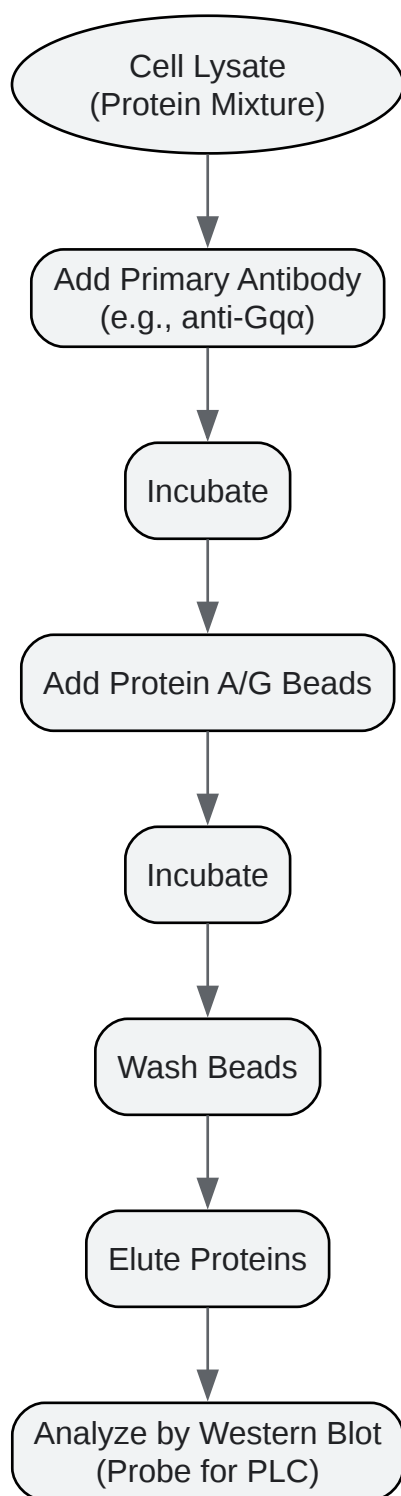 Cell Lysate
(Protein Mixture)
Add Primary Antibody
(e.g., anti-Gqα)
Incubate
Add Protein A/G Beads
Incubate
Wash Beads
Elute Proteins
Analyze by Western Blot
(Probe for PLC)